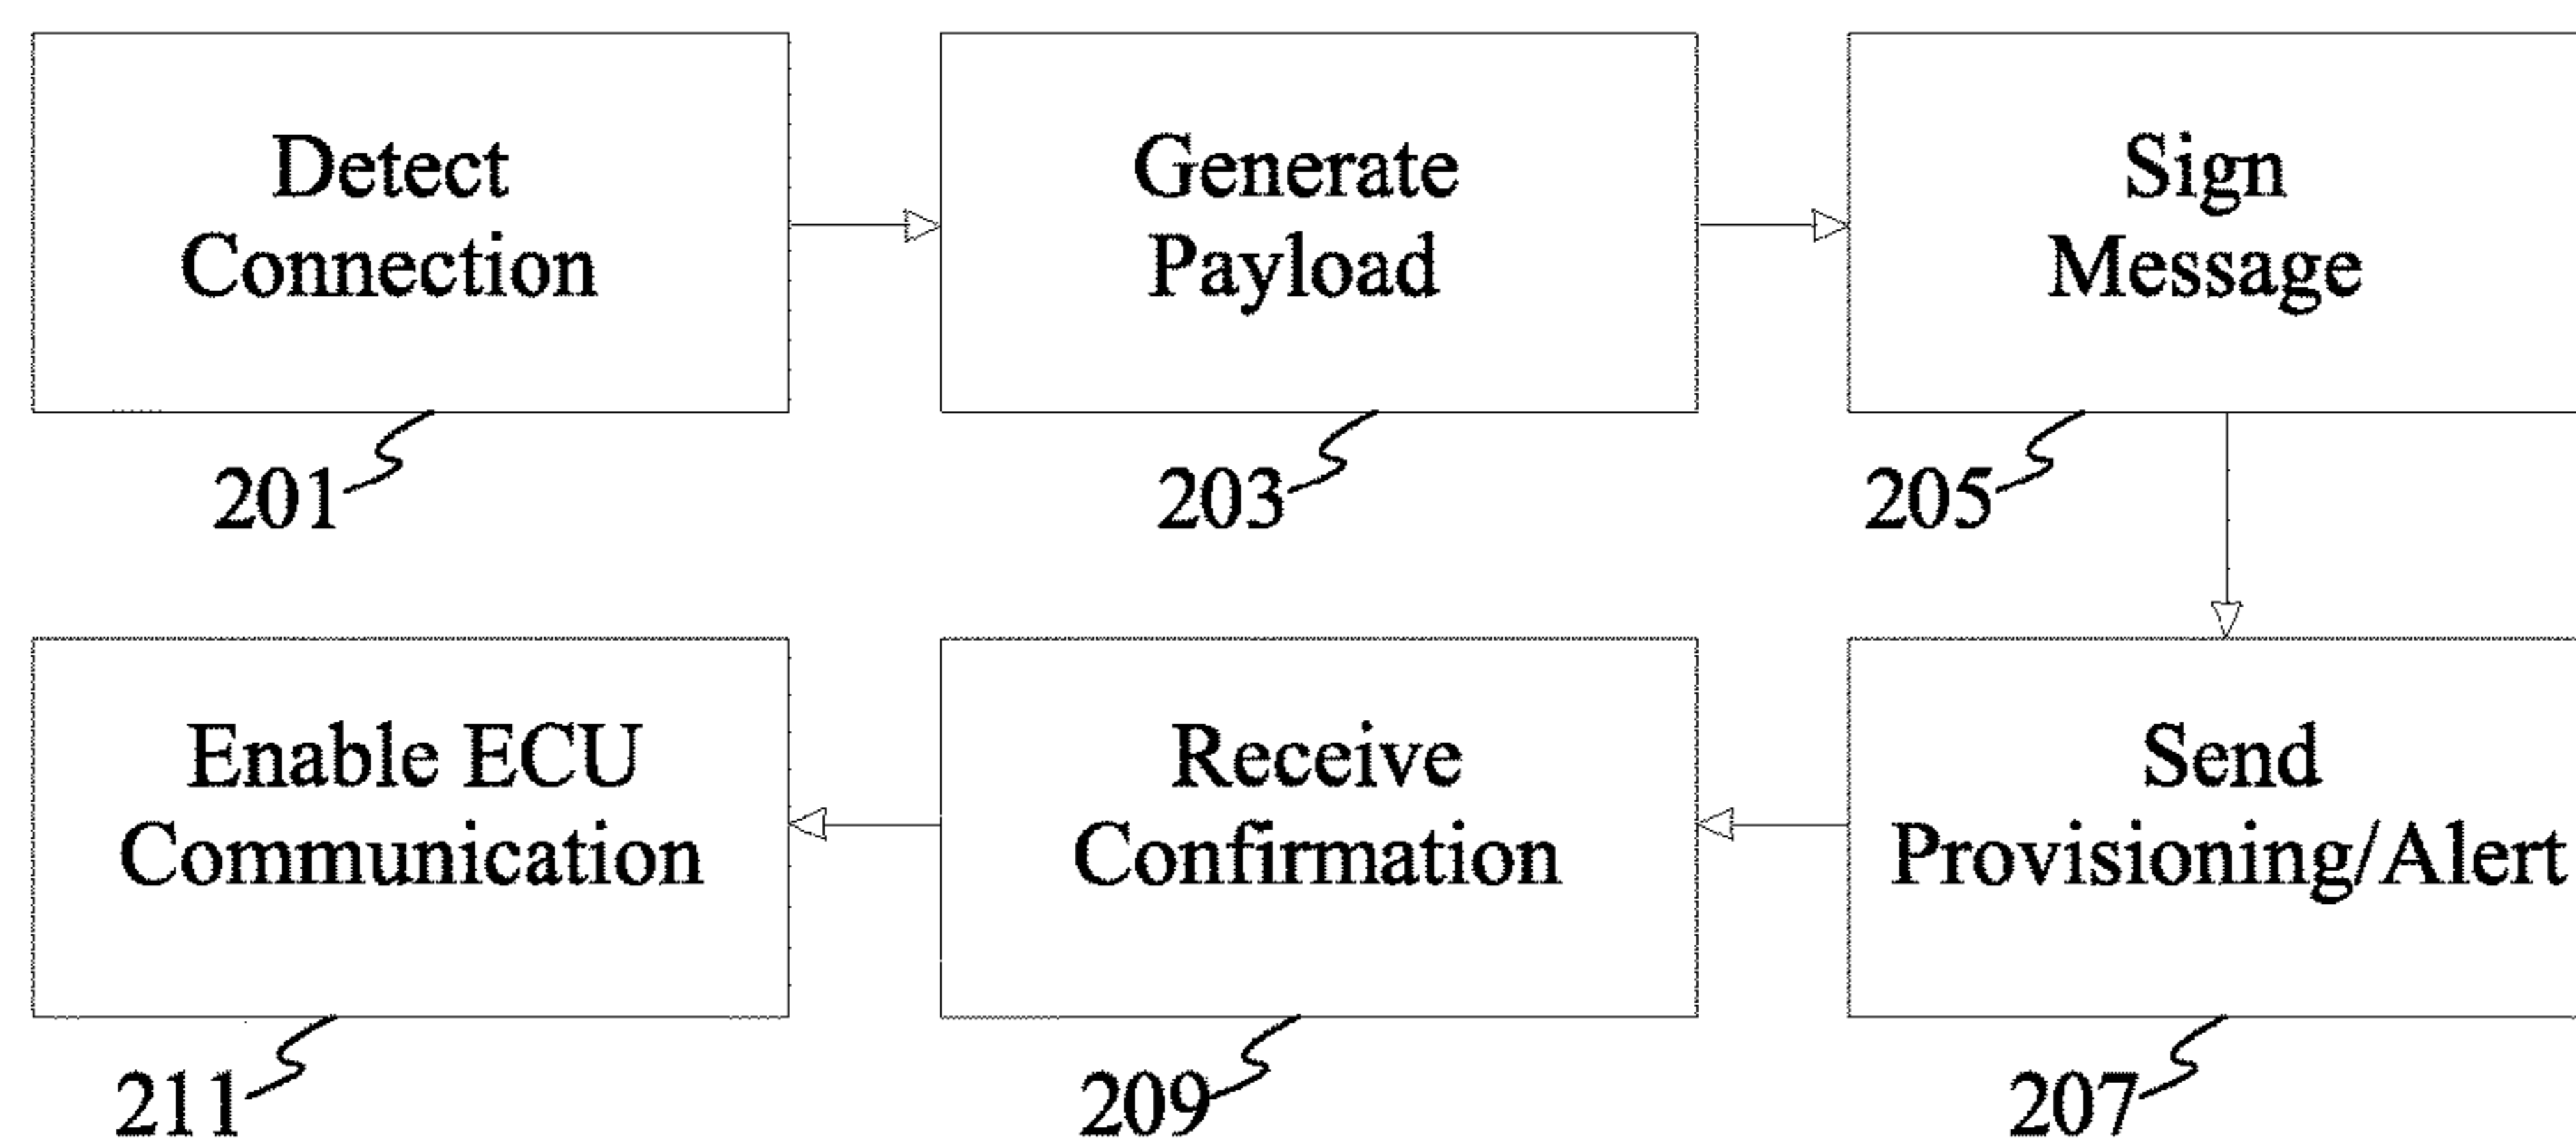 Detect
Connection
201
Generate
Payload
203
Sign
Message
205
Send
Provisioning/Alert
207
Receive
Confirmation
209
Enable ECU
Communication
211